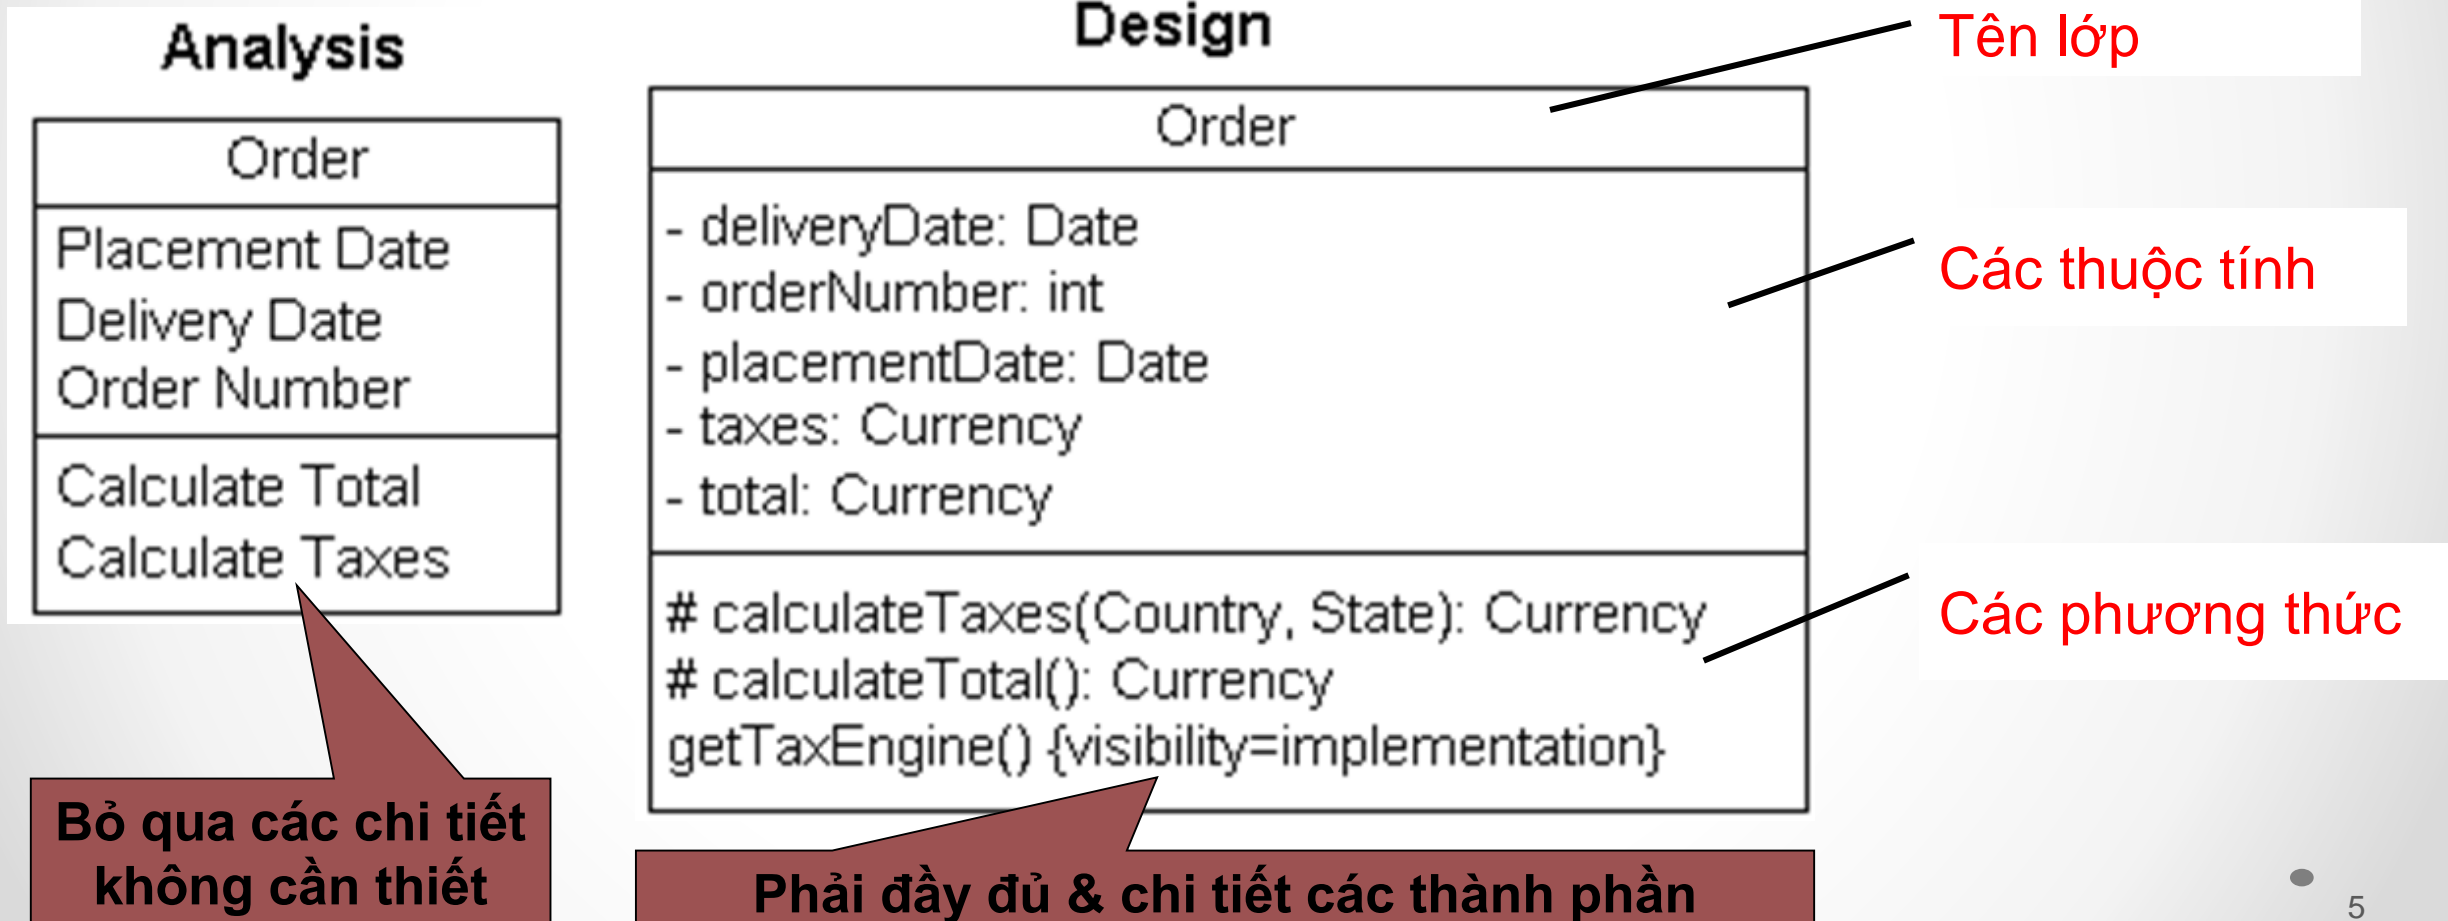 Analysis
Order
Placement Date
Delivery Date
Order Number
Calculate Total
Calculate Taxes
Bỏ qua các chi tiết
không cần thiết
Design
Order
- deliveryDate: Date
- orderNumber: int
- placementDate: Date
- taxes: Currency
- total: Currency
# calculateTaxes(Country, State): Currency
# calculateTotal(): Currency
getTaxEngine() {visibility=implementation}
Phải đầy đủ & chi tiết các thành phần
Tên lớp
Các thuộc tính
Các phương thức
5